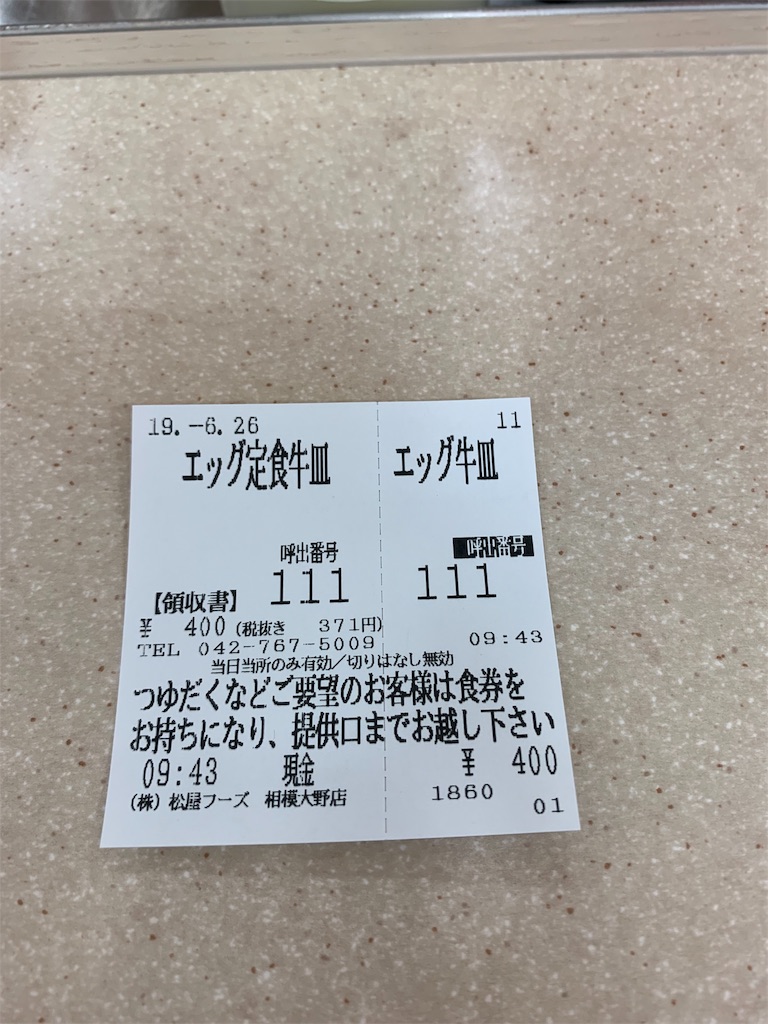 19.-6.26 11
エッグ定食牛皿 エッグ牛皿
呼出番号 呼出番号
111 111
【領収書】
¥ 400(税抜き 371円)
TEL 042-767-5009 09:43
当日当所のみ有効/切りはなし無効
つゆだくなどご要望のお客様は食券を
お持ちになり、提供口までお越し下さい
09:43 現金 ¥ 400
(株)松屋フーズ 相模大野店 1860 01